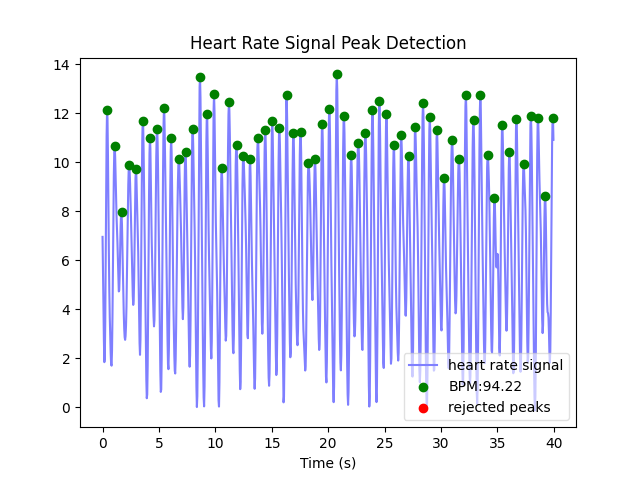 Heart Rate Signal Peak Detection
14
12
10
8
6
4
2
0
heart rate signal
BPM:94.22
rejected peaks
0 5 10 15 20 25 30 35 40
Time (s)